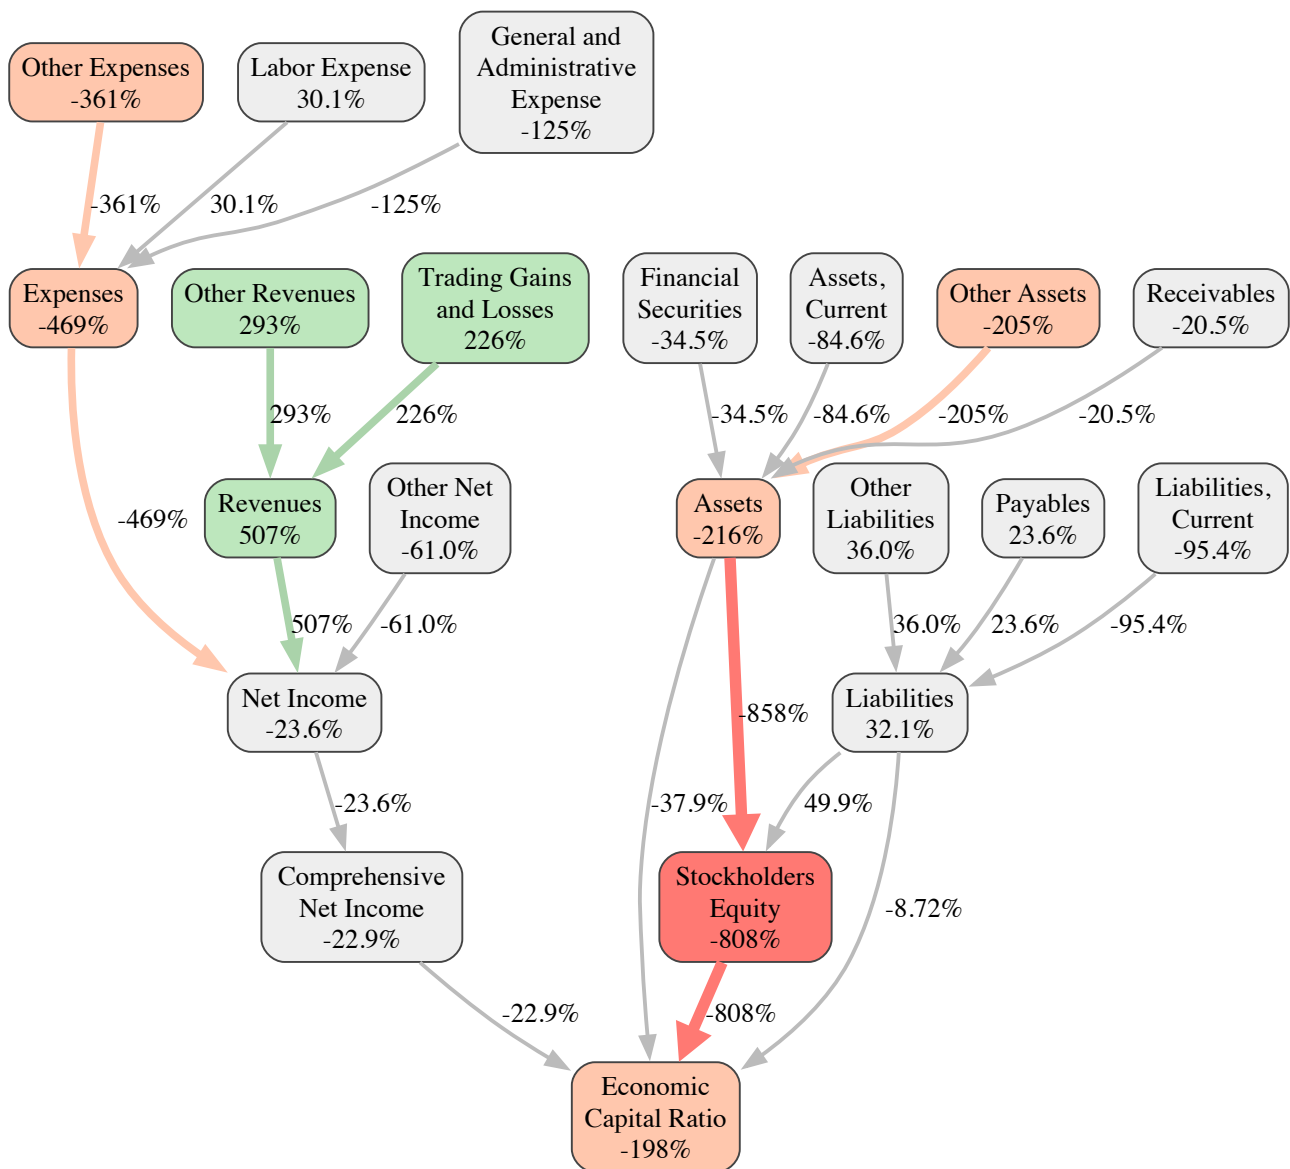 Other Expenses
-361%
Labor Expense
30.1%
General and
Administrative
Expense
-125%
-361%
30.1%
-125%
Expenses
-469%
Other Revenues
293%
Trading Gains
and Losses
226%
Financial
Securities
-34.5%
Assets,
Current
-84.6%
Other Assets
-205%
Receivables
-20.5%
293%
226%
-34.5%
-84.6%
-205%
-20.5%
-469%
Revenues
507%
Other Net
Income
-61.0%
Assets
-216%
Other
Liabilities
36.0%
Payables
23.6%
Liabilities,
Current
-95.4%
507%
-61.0%
36.0%
23.6%
-95.4%
Net Income
-23.6%
-858%
Liabilities
32.1%
-23.6%
-37.9%
49.9%
Comprehensive
Net Income
-22.9%
Stockholders
Equity
-808%
-8.72%
-22.9%
-808%
Economic
Capital Ratio
-198%